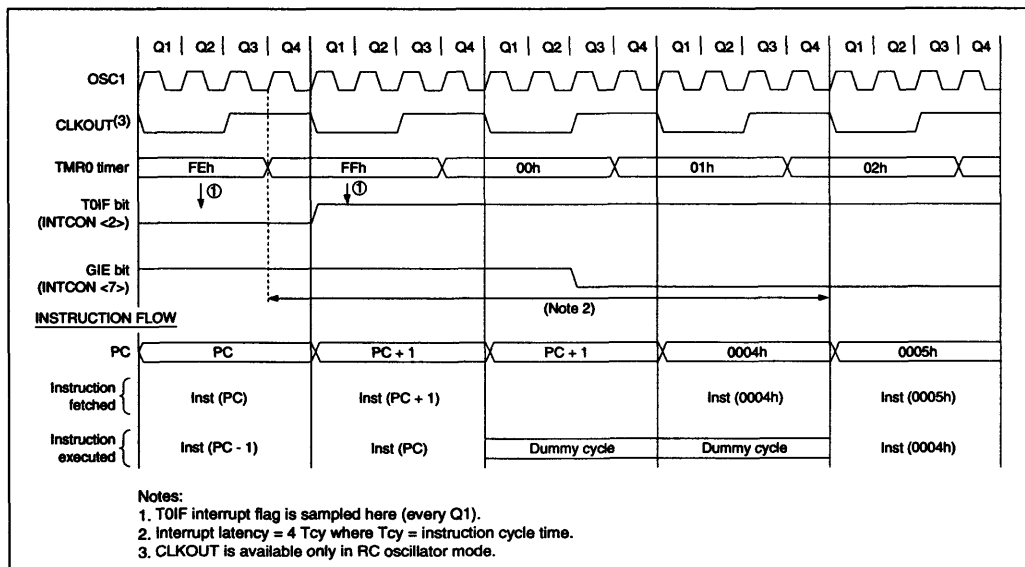 Q1 | Q2 | Q3 | Q4 | Q1 | Q2 | Q3 | Q4 | Q1 | Q2 | Q3 | Q4 | Q1 | Q2 | Q3 | Q4 | Q1 | Q2 | Q3 | Q4
OSC1
CLKOUT(3)
TMR0 timer FEh FFh 00h 01h 02h
① ①
T0IF bit
(INTCON <2>)
GIE bit
(INTCON <7>)
(Note 2)
INSTRUCTION FLOW
PC PC PC + 1 PC + 1 0004h 0005h
Instruction
fetched
Inst (PC) Inst (PC + 1) Inst (0004h) Inst (0005h)
Instruction
executed
Inst (PC - 1) Inst (PC) Dummy cycle Dummy cycle Inst (0004h)
Notes:
1. T0IF interrupt flag is sampled here (every Q1).
2. Interrupt latency = 4 Tcy where Tcy = instruction cycle time.
3. CLKOUT is available only in RC oscillator mode.